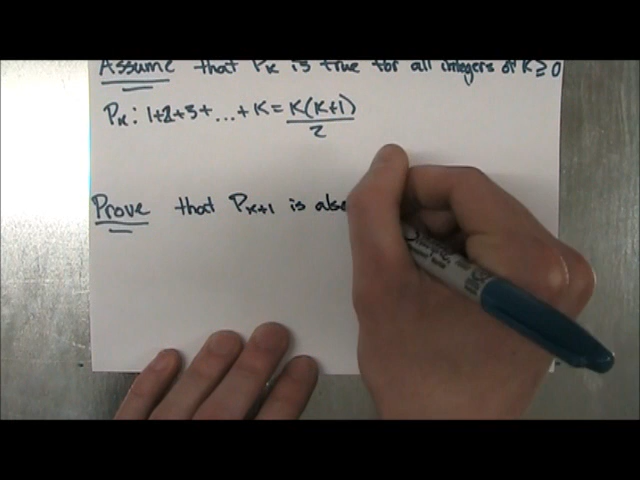 Assume that Pk is true for all integers of K ≥ 0
Pk: 1+2+3+...+K = K(K+1)
2
Prove that Pk+1 is also